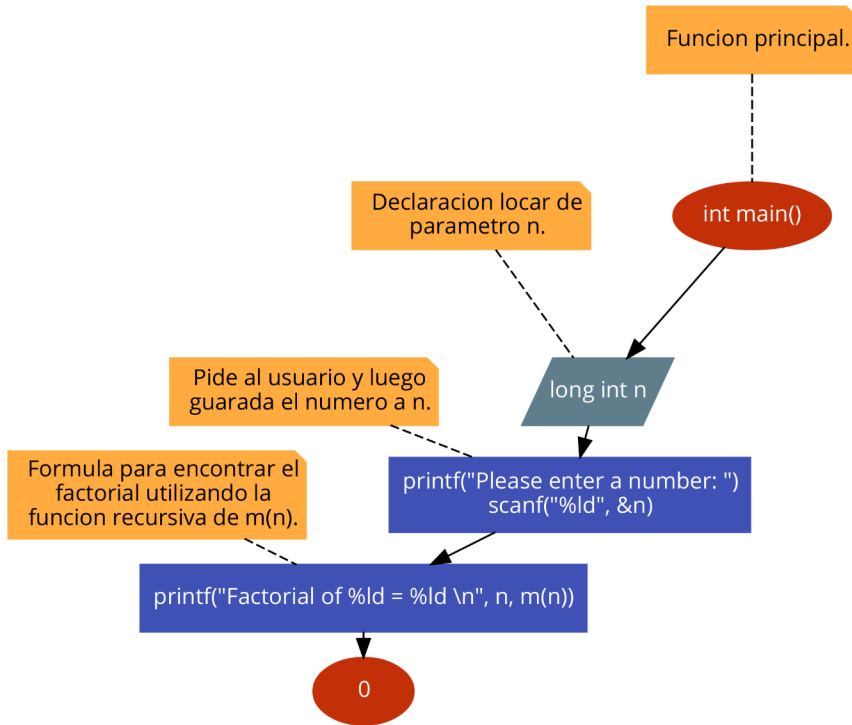 Funcion principal.
int main()
Declaracion locar de
parametro n.
long int n
Pide al usuario y luego
guarada el numero a n.
printf("Please enter a number: ")
scanf("%ld", &n)
Formula para encontrar el
factorial utilizando la
funcion recursiva de m(n).
printf("Factorial of %ld = %ld \n", n, m(n))
0